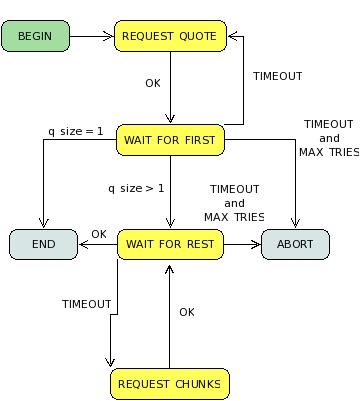 BEGIN
REQUEST QUOTE
OK
TIMEOUT
q size = 1
WAIT FOR FIRST
TIMEOUT
and
MAX TRIES
q size > 1
TIMEOUT
and
MAX TRIES
END
OK
WAIT FOR REST
ABORT
TIMEOUT
OK
REQUEST CHUNKS